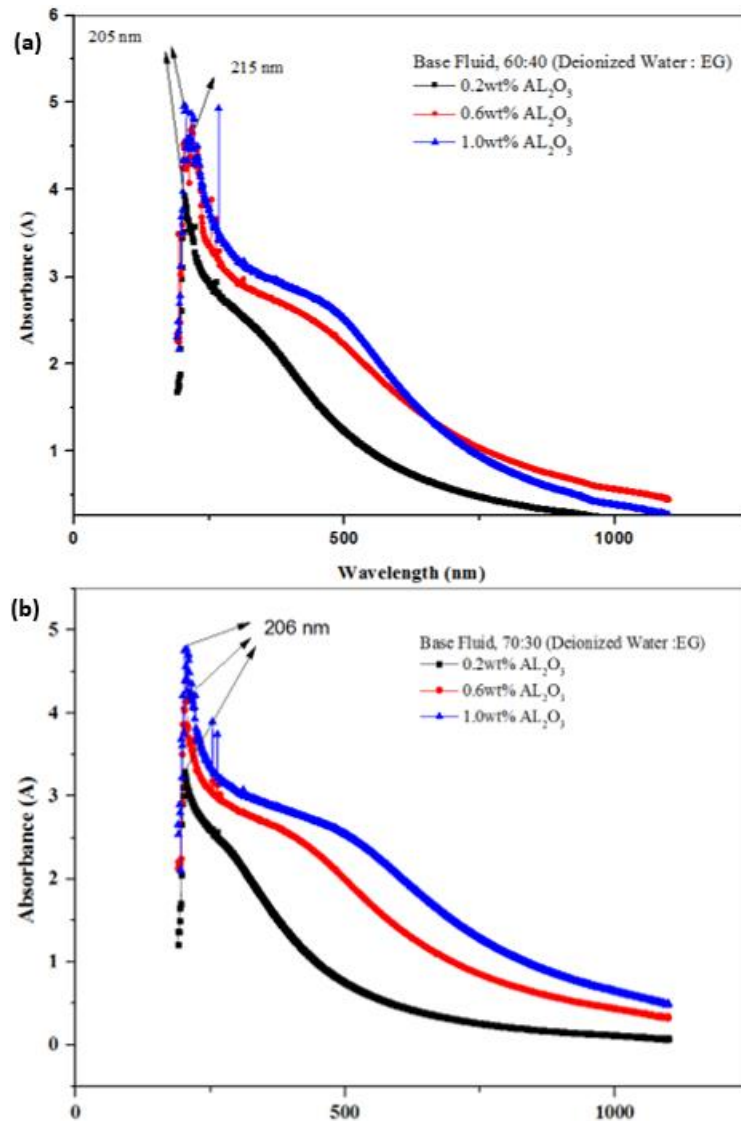 (a)
205 nm
215 nm
Base Fluid, 60:40 (Deionized Water : EG)
0.2wt% AL₂O₃
0.6wt% AL₂O₃
1.0wt% AL₂O₃
Absorbance (A)
6
5
4
3
2
1
0
500
1000
Wavelength (nm)
(b)
206 nm
Base Fluid, 70:30 (Deionized Water :EG)
0.2wt% AL₂O₃
0.6wt% AL₂O₃
1.0wt% AL₂O₃
Absorbance (A)
5
4
3
2
1
0
0
500
1000